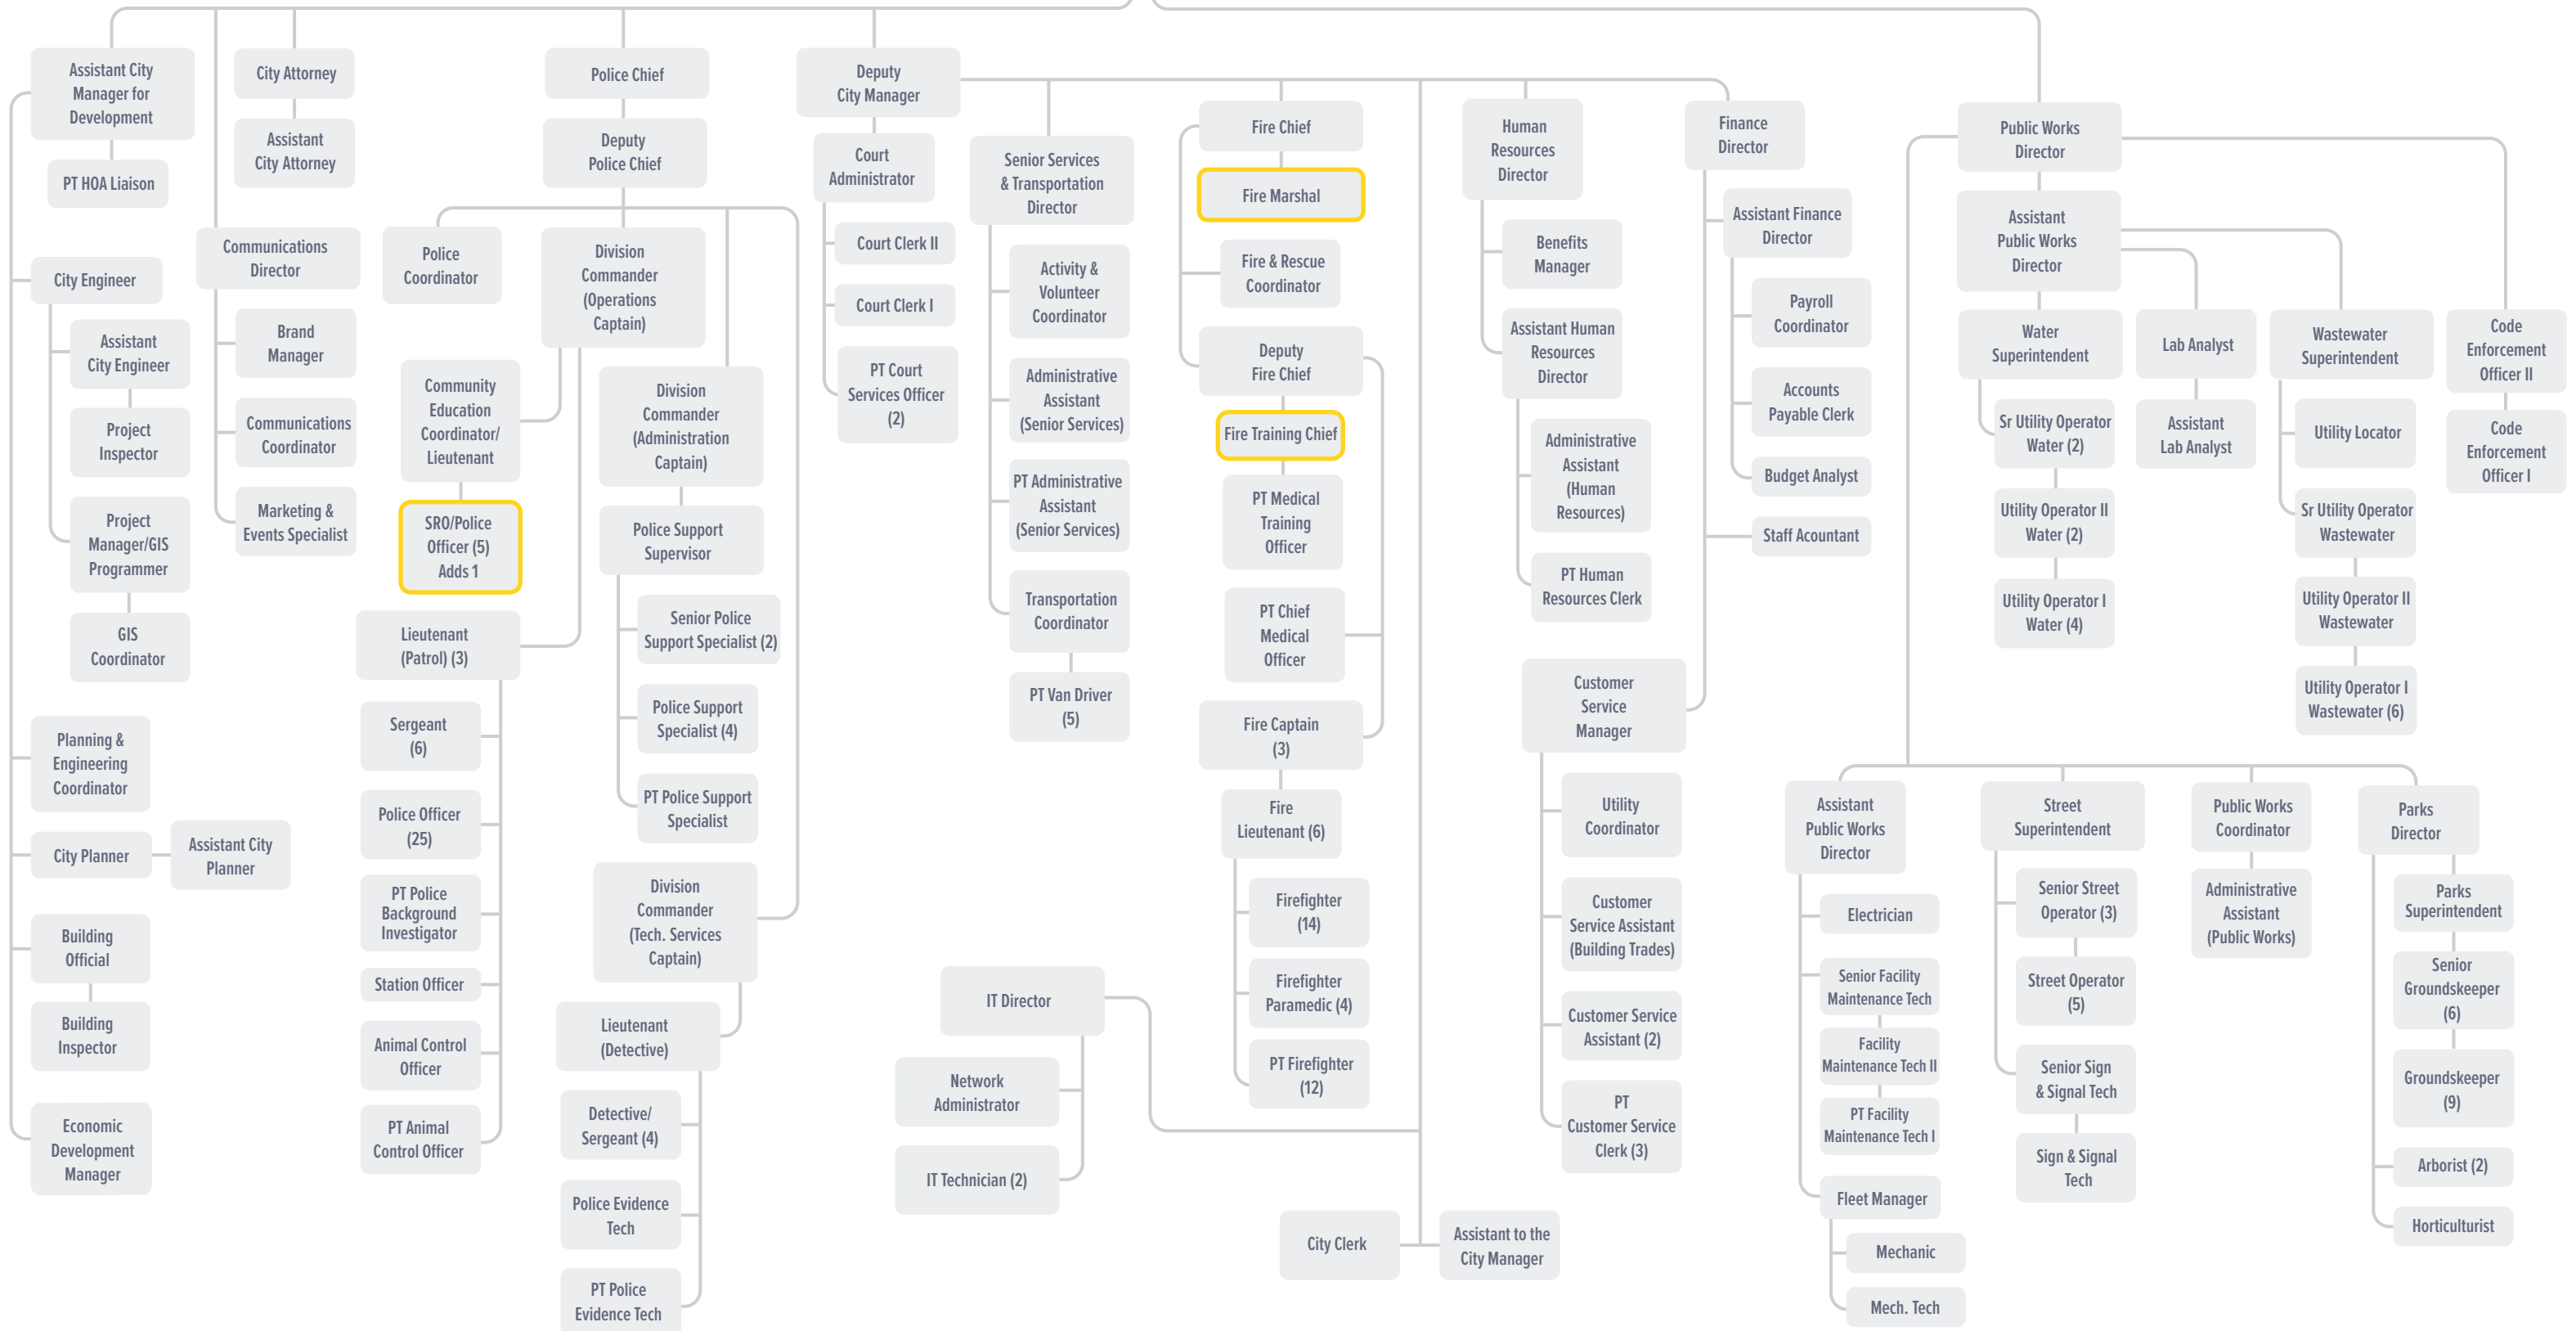 Assistant City
Manager for
Development
PT HOA Liaison
City Engineer
Assistant
City Engineer
Project
Inspector
Project
Manager/GIS
Programmer
GIS
Coordinator
Planning &
Engineering
Coordinator
City Planner
Assistant City
Planner
Building
Official
Building
Inspector
Economic
Development
Manager
City Attorney
Assistant
City Attorney
Communications
Director
Brand
Manager
Communications
Coordinator
Marketing &
Events Specialist
Police Chief
Deputy
Police Chief
Police
Coordinator
Division
Commander
(Operations
Captain)
Community
Education
Coordinator/
Lieutenant
SRO/Police
Officer (5)
Adds 1
Lieutenant
(Patrol) (3)
Sergeant
(6)
Police Officer
(25)
PT Police
Background
Investigator
Station Officer
Animal Control
Officer
PT Animal
Control Officer
Division
Commander
(Administration
Captain)
Police Support
Supervisor
Senior Police
Support Specialist (2)
Police Support
Specialist (4)
PT Police Support
Specialist
Division
Commander
(Tech. Services
Captain)
Lieutenant
(Detective)
Detective/
Sergeant (4)
Police Evidence
Tech
PT Police
Evidence Tech
Deputy
City Manager
Court
Administrator
Court Clerk II
Court Clerk I
PT Court
Services Officer
(2)
Senior Services
& Transportation
Director
Activity &
Volunteer
Coordinator
Administrative
Assistant
(Senior Services)
PT Administrative
Assistant
(Senior Services)
Transportation
Coordinator
PT Van Driver
(5)
Fire Chief
Fire Marshal
Fire & Rescue
Coordinator
Deputy
Fire Chief
Fire Training Chief
PT Medical
Training
Officer
PT Chief
Medical
Officer
Fire Captain
(3)
Fire
Lieutenant (6)
Firefighter
(14)
Firefighter
Paramedic (4)
PT Firefighter
(12)
IT Director
Network
Administrator
IT Technician (2)
City Clerk
Assistant to the
City Manager
Human
Resources
Director
Benefits
Manager
Assistant Human
Resources
Director
Administrative
Assistant
(Human
Resources)
PT Human
Resources Clerk
Finance
Director
Assistant Finance
Director
Payroll
Coordinator
Accounts
Payable Clerk
Budget Analyst
Staff Acountant
Customer
Service
Manager
Utility
Coordinator
Customer
Service Assistant
(Building Trades)
Customer Service
Assistant (2)
PT
Customer Service
Clerk (3)
Public Works
Director
Assistant
Public Works
Director
Water
Superintendent
Sr Utility Operator
Water (2)
Utility Operator II
Water (2)
Utility Operator I
Water (4)
Lab Analyst
Assistant
Lab Analyst
Wastewater
Superintendent
Utility Locator
Sr Utility Operator
Wastewater
Utility Operator II
Wastewater
Utility Operator I
Wastewater (6)
Code
Enforcement
Officer II
Code
Enforcement
Officer I
Assistant
Public Works
Director
Electrician
Senior Facility
Maintenance Tech
Facility
Maintenance Tech II
PT Facility
Maintenance Tech I
Fleet Manager
Mechanic
Mech. Tech
Street
Superintendent
Senior Street
Operator (3)
Street Operator
(5)
Senior Sign
& Signal Tech
Sign & Signal
Tech
Public Works
Coordinator
Administrative
Assistant
(Public Works)
Parks
Director
Parks
Superintendent
Senior
Groundskeeper
(6)
Groundskeeper
(9)
Arborist (2)
Horticulturist